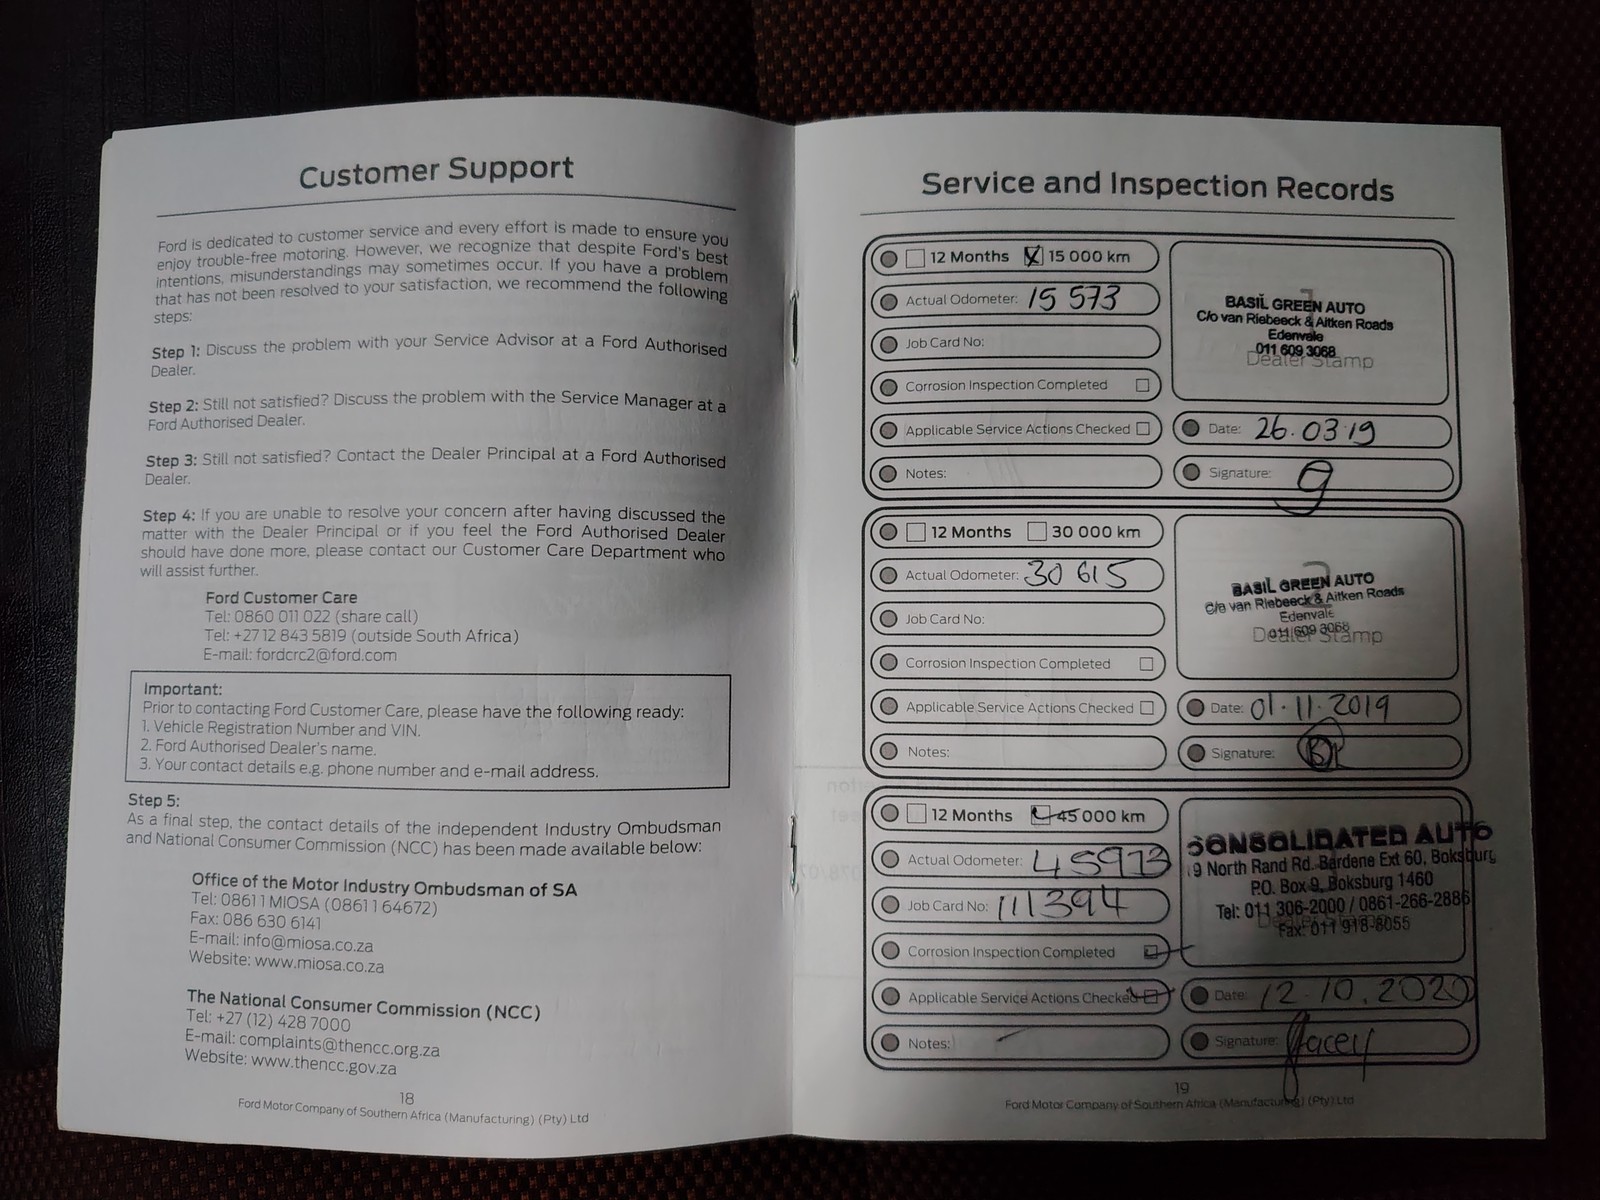 Customer Support
Ford is dedicated to customer service and every effort is made to ensure you
enjoy trouble-free motoring. However, we recognize that despite Ford's best
intentions, misunderstandings may sometimes occur. If you have a problem
that has not been resolved to your satisfaction, we recommend the following
steps:
Step 1: Discuss the problem with your Service Advisor at a Ford Authorised
Dealer.
Step 2: Still not satisfied? Discuss the problem with the Service Manager at a
Ford Authorised Dealer.
Step 3: Still not satisfied? Contact the Dealer Principal at a Ford Authorised
Dealer.
Step 4: If you are unable to resolve your concern after having discussed the
matter with the Dealer Principal or if you feel the Ford Authorised Dealer
should have done more, please contact our Customer Care Department who
will assist further.
Ford Customer Care
Tel: 0860 011 022 (share call)
Tel: +27 12 843 5819 (outside South Africa)
E-mail: fordcrc2@ford.com
Important:
Prior to contacting Ford Customer Care, please have the following ready:
1. Vehicle Registration Number and VIN.
2. Ford Authorised Dealer's name.
3. Your contact details e.g. phone number and e-mail address.
Step 5:
As a final step, the contact details of the independent Industry Ombudsman
and National Consumer Commission (NCC) has been made available below:
Office of the Motor Industry Ombudsman of SA
Tel: 0861 1 MIOSA (0861 1 64672)
Fax: 086 630 6141
E-mail: info@miosa.co.za
Website: www.miosa.co.za
The National Consumer Commission (NCC)
Tel: +27 (12) 428 7000
E-mail: complaints@thencc.org.za
Website: www.thencc.gov.za
18
Ford Motor Company of Southern Africa (Manufacturing) (Pty) Ltd
Service and Inspection Records
12 Months 15 000 km
Actual Odometer: 15 573
Job Card No:
Corrosion Inspection Completed
Applicable Service Actions Checked
Notes:
1
BASIL GREEN AUTO
C/o van Riebeeck & Aitken Roads
Edenvale
011 609 3068
Dealer Stamp
Date: 26.03.19
Signature:
12 Months 30 000 km
Actual Odometer: 30 615
Job Card No:
Corrosion Inspection Completed
Applicable Service Actions Checked
Notes:
2
BASIL GREEN AUTO
C/o van Riebeeck & Aitken Roads
Edenvale
011 609 3068
Dealer Stamp
Date: 01.11.2019
Signature:
12 Months 45 000 km
Actual Odometer: 45973
Job Card No: 111394
Corrosion Inspection Completed
Applicable Service Actions Checked
Notes:
CONSOLIDATED AUTO
19 North Rand Rd. Bardene Ext 60, Boksburg
P.O. Box 9, Boksburg 1460
Tel: 011 306-2000 / 0861-266-2886
Fax: 011 918-8055
Dealer Stamp
Date: 12.10.2020
Signature:
19
Ford Motor Company of Southern Africa (Manufacturing) (Pty) Ltd